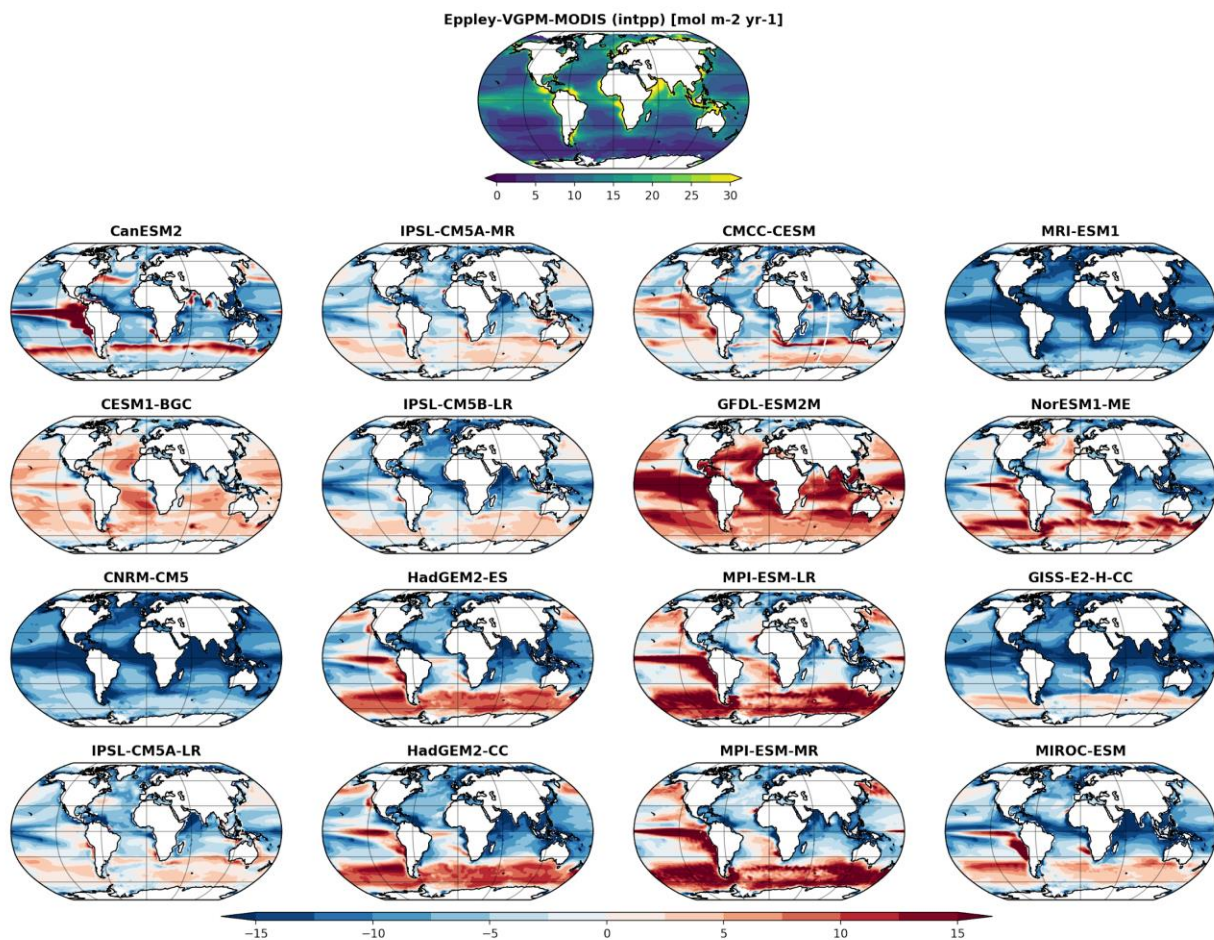 Eppley-VGPM-MODIS (intpp) [mol m-2 yr-1]
0 5 10 15 20 25 30
CanESM2 IPSL-CM5A-MR CMCC-CESM MRI-ESM1
CESM1-BGC IPSL-CM5B-LR GFDL-ESM2M NorESM1-ME
CNRM-CM5 HadGEM2-ES MPI-ESM-LR GISS-E2-H-CC
IPSL-CM5A-LR HadGEM2-CC MPI-ESM-MR MIROC-ESM
−15 −10 −5 0 5 10 15